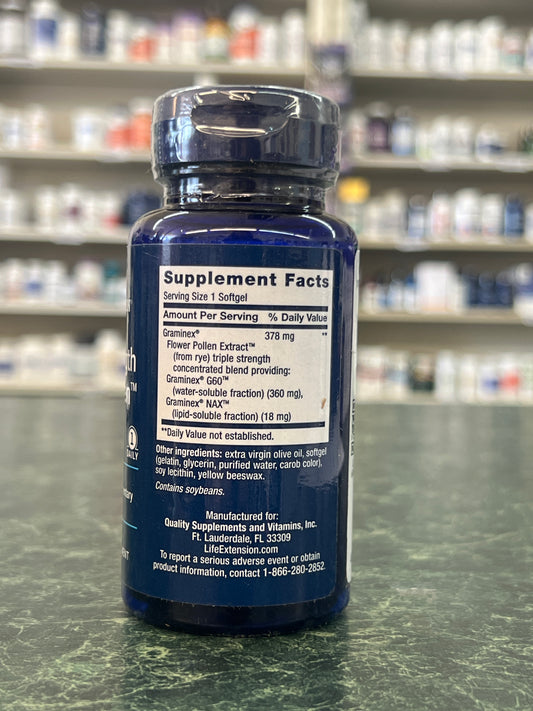 Supplement Facts
Serving Size 1 Softgel
Amount Per Serving % Daily Value
Graminex® 378 mg **
Flower Pollen Extract™
(from rye) triple strength
concentrated blend providing:
Graminex® G60™
(water-soluble fraction) (360 mg),
Graminex® NAX™
(lipid-soluble fraction) (18 mg)
**Daily Value not established.
Other ingredients: extra virgin olive oil, softgel
(gelatin, glycerin, purified water, carob color),
soy lecithin, yellow beeswax.
Contains soybeans.
Manufactured for:
Quality Supplements and Vitamins, Inc.
Ft. Lauderdale, FL 33309
LifeExtension.com
To report a serious adverse event or obtain
product information, contact 1-866-280-2852.
1
DAILY